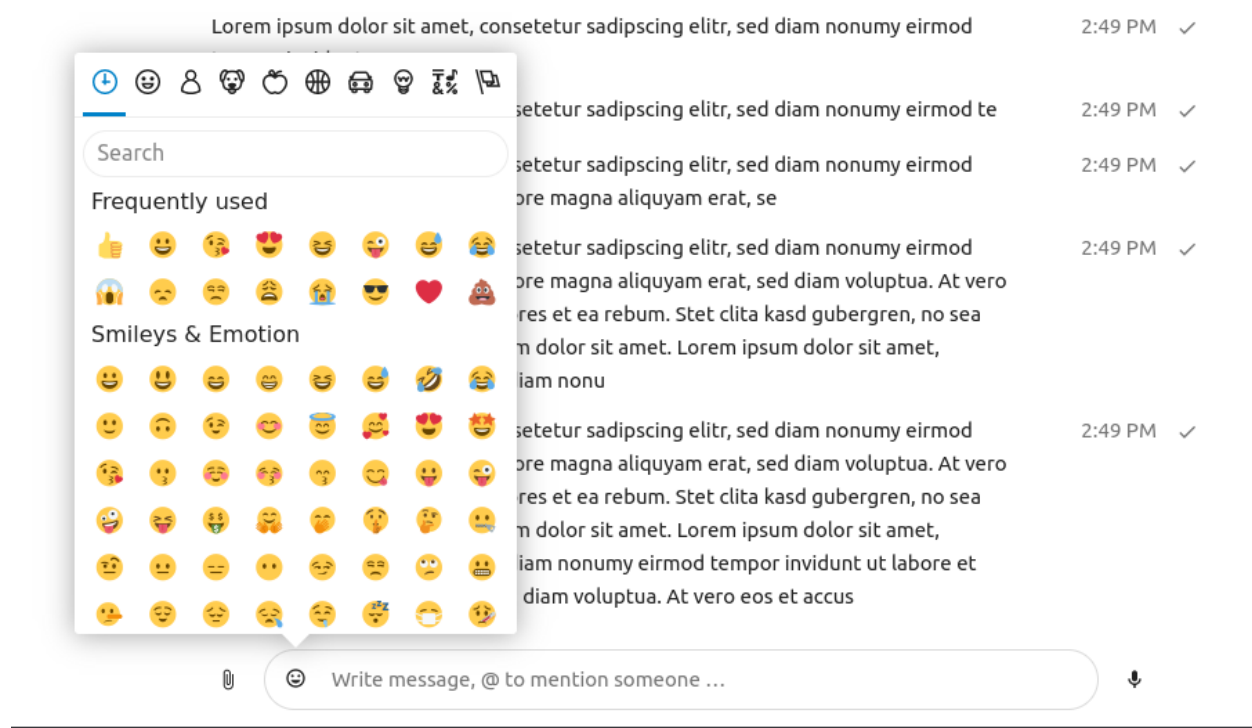 Lorem ipsum dolor sit amet, consetetur sadipscing elitr, sed diam nonumy eirmod 2:49 PM
setetur sadipscing elitr, sed diam nonumy eirmod te 2:49 PM
Search
setetur sadipscing elitr, sed diam nonumy eirmod 2:49 PM
ore magna aliquyam erat, se
Frequently used
setetur sadipscing elitr, sed diam nonumy eirmod 2:49 PM
ore magna aliquyam erat, sed diam voluptua. At vero
res et ea rebum. Stet clita kasd gubergren, no sea
Smileys & Emotion
m dolor sit amet. Lorem ipsum dolor sit amet,
iam nonu
setetur sadipscing elitr, sed diam nonumy eirmod 2:49 PM
ore magna aliquyam erat, sed diam voluptua. At vero
res et ea rebum. Stet clita kasd gubergren, no sea
m dolor sit amet. Lorem ipsum dolor sit amet,
iam nonumy eirmod tempor invidunt ut labore et
diam voluptua. At vero eos et accus
Write message, @ to mention someone …